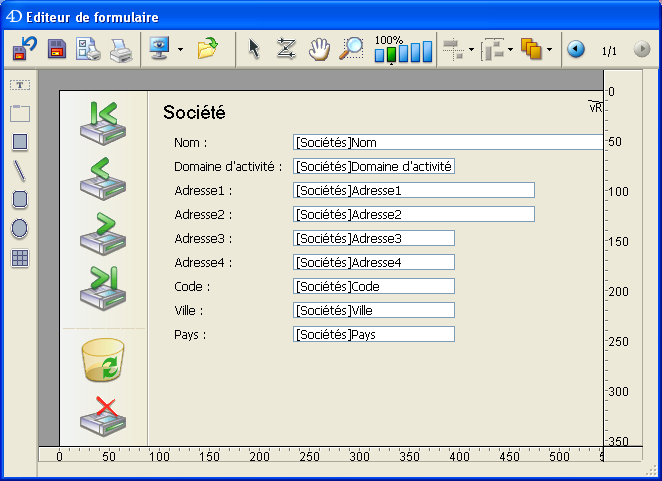 4D Editeur de formulaire
100%
1/1
T
Société
vR
Nom :
[Sociétés]Nom
Domaine d'activité :
[Sociétés]Domaine d'activité
Adresse1 :
[Sociétés]Adresse1
Adresse2 :
[Sociétés]Adresse2
Adresse3 :
[Sociétés]Adresse3
Adresse4 :
[Sociétés]Adresse4
Code :
[Sociétés]Code
Ville :
[Sociétés]Ville
Pays :
[Sociétés]Pays
0
50
100
150
200
250
300
350
0 50 100 150 200 250 300 350 400 450 500 5